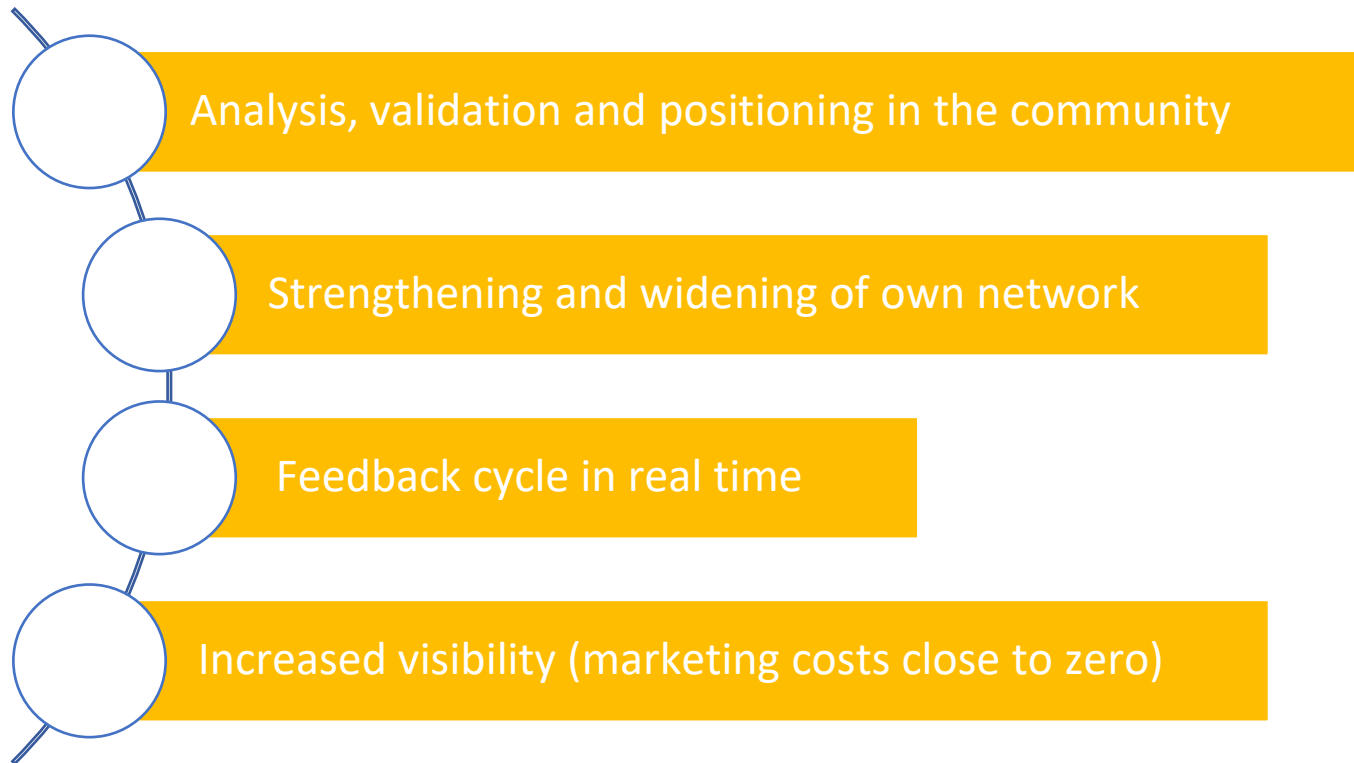 Analysis, validation and positioning in the community
Strengthening and widening of own network
Feedback cycle in real time
Increased visibility (marketing costs close to zero)